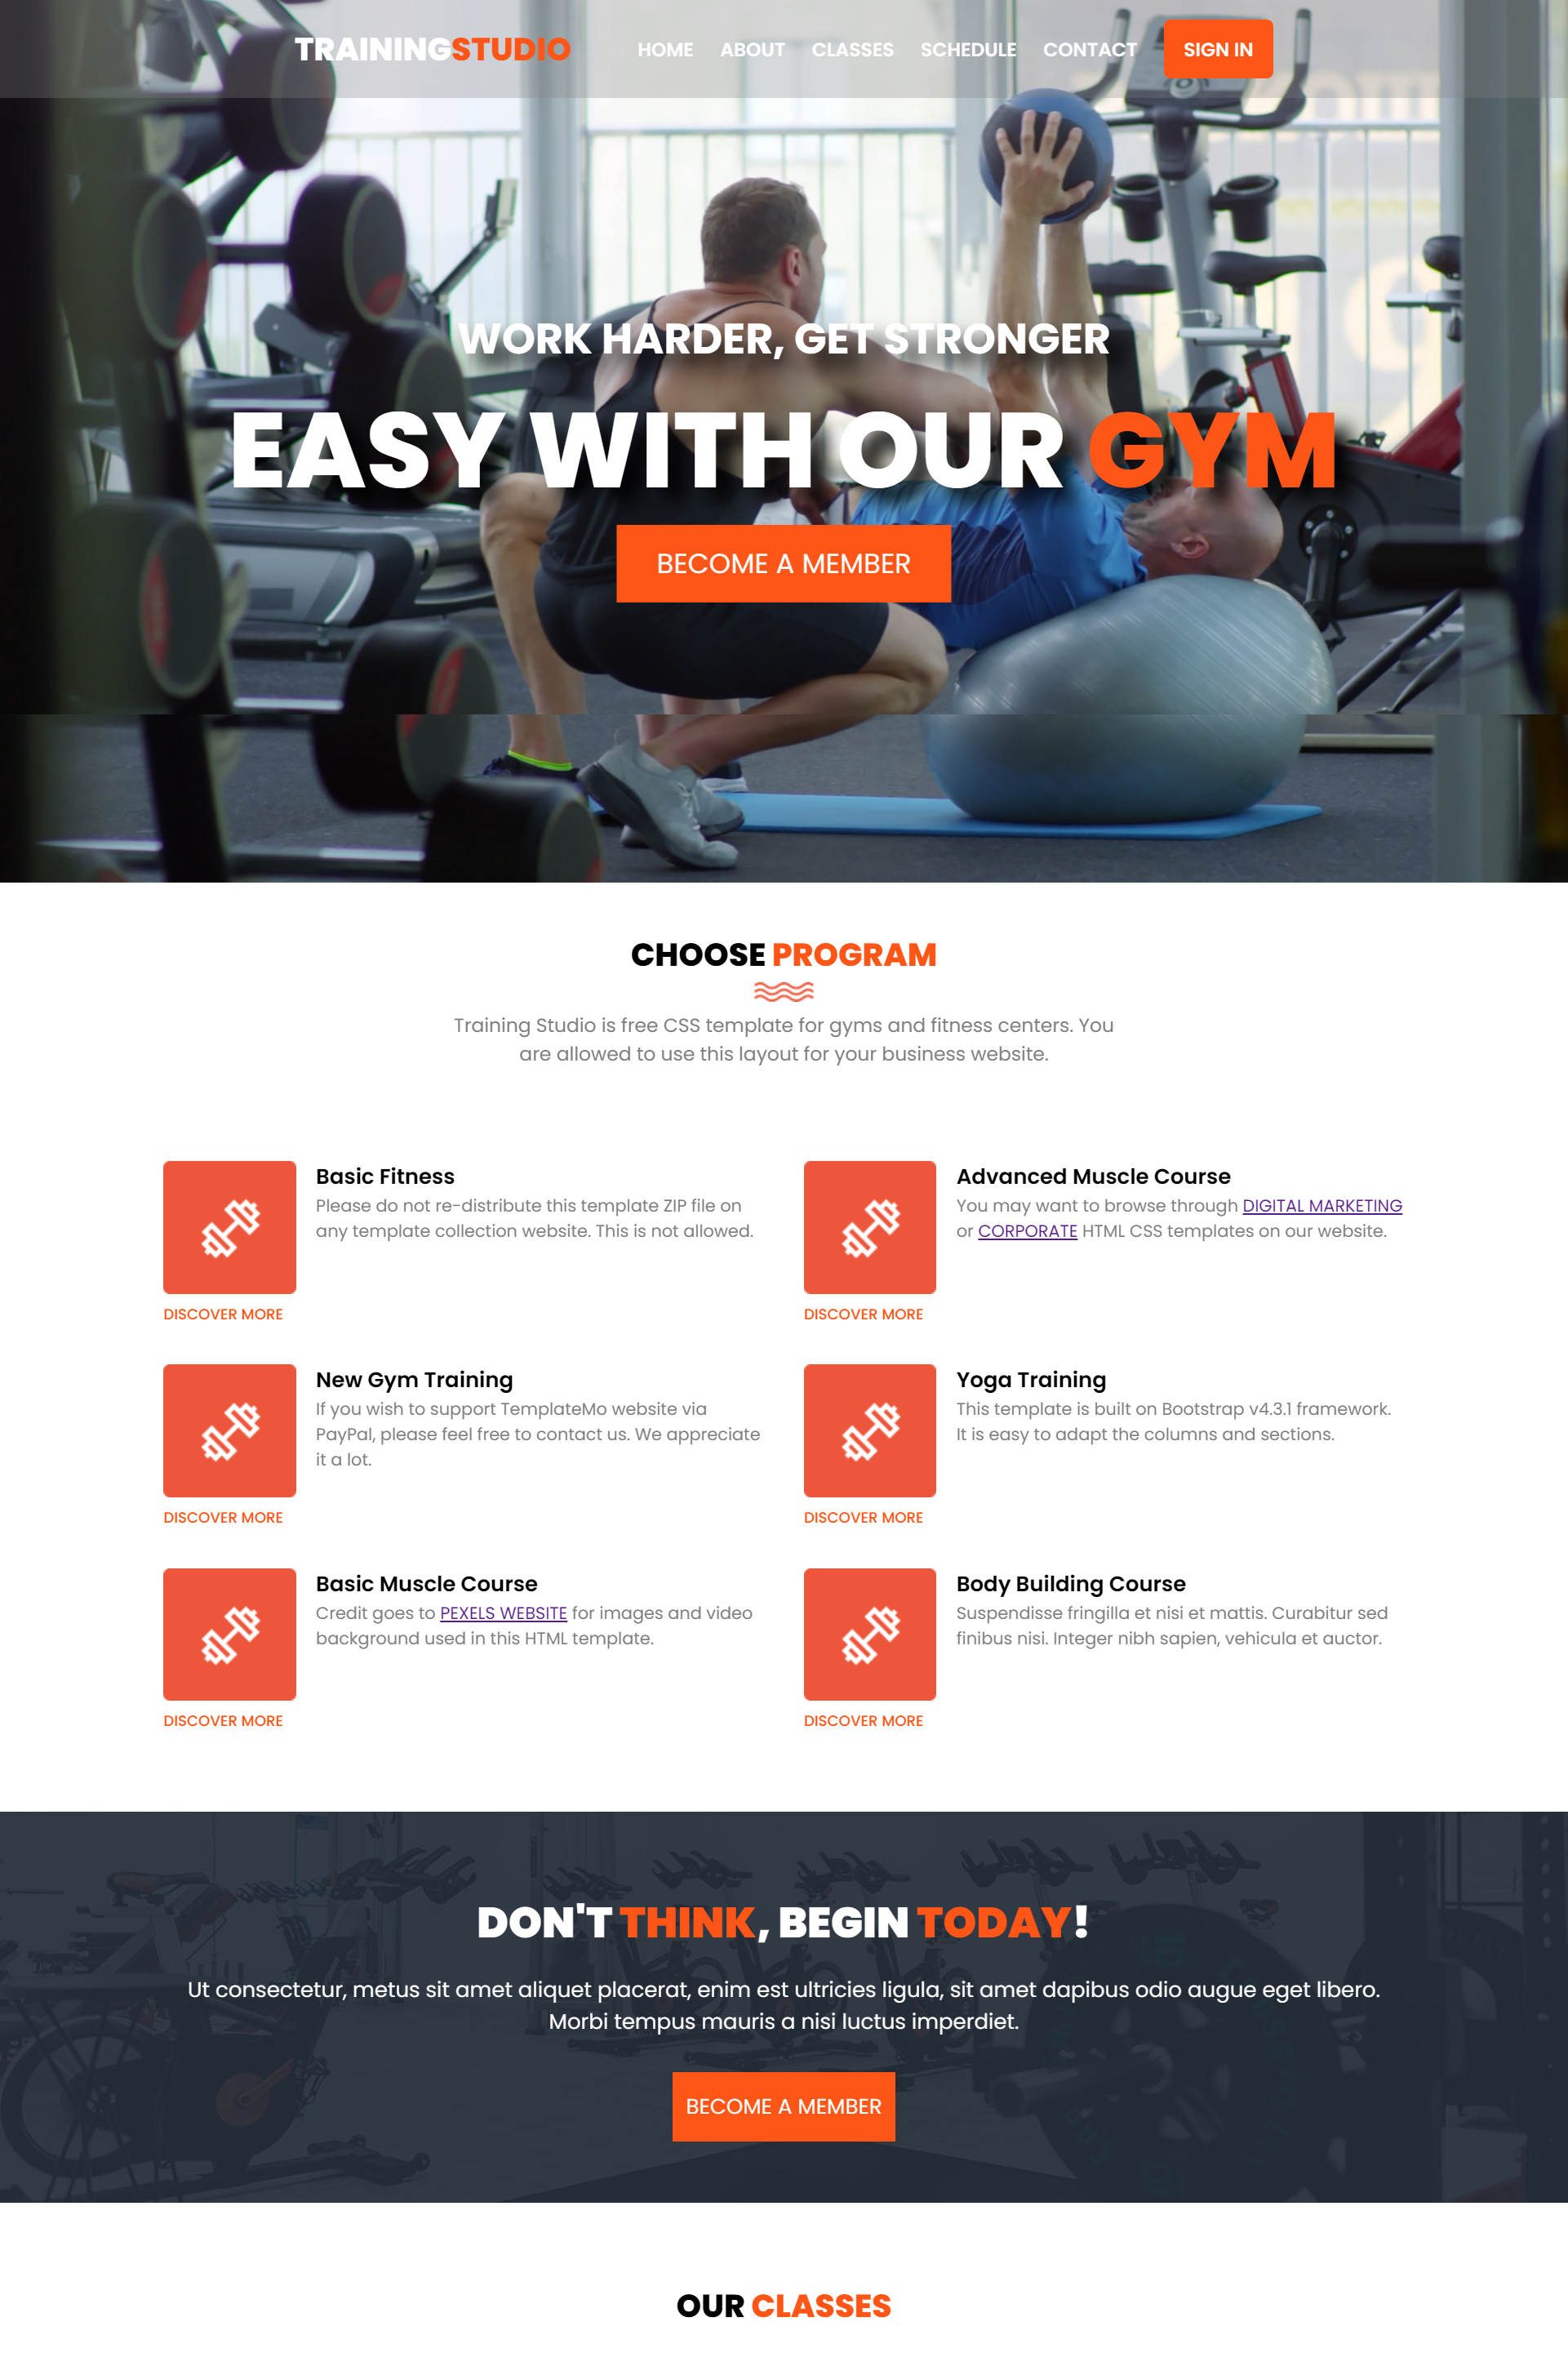 TRAININGSTUDIO HOME ABOUT CLASSES SCHEDULE CONTACT SIGN IN
WORK HARDER, GET STRONGER
EASY WITH OUR GYM
BECOME A MEMBER
CHOOSE PROGRAM
Training Studio is free CSS template for gyms and fitness centers. You
are allowed to use this layout for your business website.
Basic Fitness
Please do not re-distribute this template ZIP file on
any template collection website. This is not allowed.
DISCOVER MORE
Advanced Muscle Course
You may want to browse through DIGITAL MARKETING
or CORPORATE HTML CSS templates on our website.
DISCOVER MORE
New Gym Training
If you wish to support TemplateMo website via
PayPal, please feel free to contact us. We appreciate
it a lot.
DISCOVER MORE
Yoga Training
This template is built on Bootstrap v4.3.1 framework.
It is easy to adapt the columns and sections.
DISCOVER MORE
Basic Muscle Course
Credit goes to PEXELS WEBSITE for images and video
background used in this HTML template.
DISCOVER MORE
Body Building Course
Suspendisse fringilla et nisi et mattis. Curabitur sed
finibus nisi. Integer nibh sapien, vehicula et auctor.
DISCOVER MORE
DON'T THINK, BEGIN TODAY!
Ut consectetur, metus sit amet aliquet placerat, enim est ultricies ligula, sit amet dapibus odio augue eget libero.
Morbi tempus mauris a nisi luctus imperdiet.
BECOME A MEMBER
OUR CLASSES